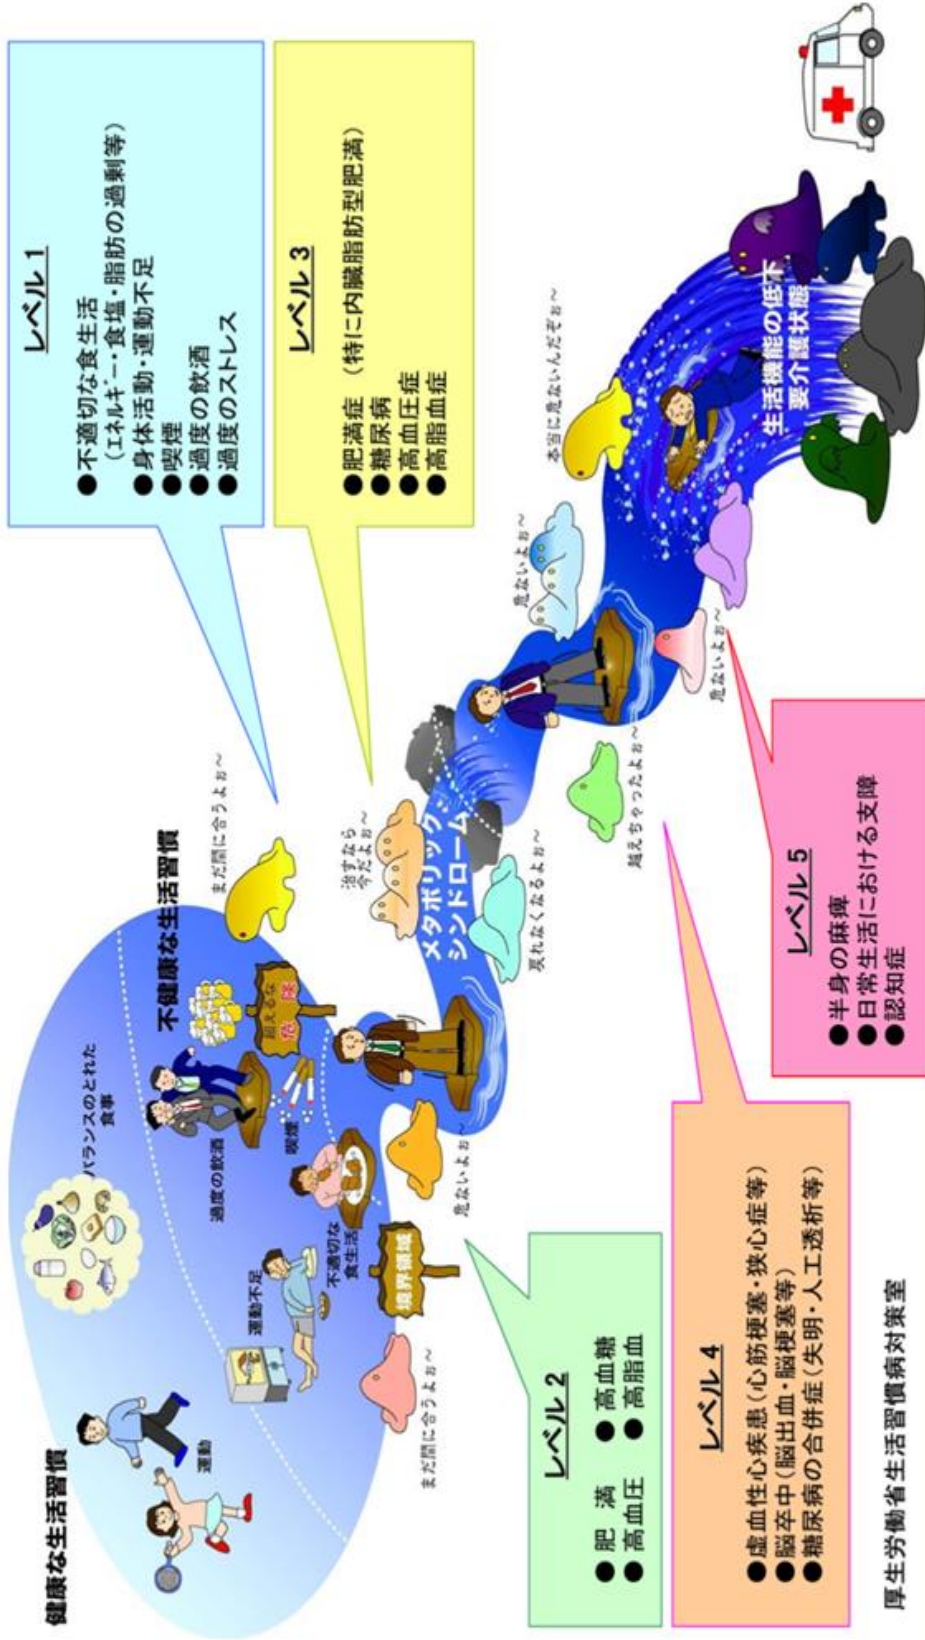 健康な生活習慣
運動
バランスのとれた
食事
不健康な生活習慣
過度の飲酒
喫煙
運動不足
不適切な
食生活
越えるな
危険
境界領域
まだ間に合うよぉ～
まだ間に合うよぉ～
危ないよぉ～
治すなら
今だよぉ～
メタボリック
シンドローム
戻れなくなるよぉ～
越えちゃったよぉ～
危ないよぉ～
危ないよぉ～
本当に危ないんだぞぉ～
生活機能の低下
要介護状態
レベル1
●不適切な食生活
(エネルギー・食塩・脂肪の過剰等)
●身体活動・運動不足
●喫煙
●過度の飲酒
●過度のストレス
レベル2
●肥 満 ●高血糖
●高血圧 ●高脂血
レベル3
●肥満症 (特に内臓脂肪型肥満)
●糖尿病
●高血圧症
●高脂血症
レベル4
●虚血性心疾患(心筋梗塞・狭心症等)
●脳卒中(脳出血・脳梗塞等)
●糖尿病の合併症(失明・人工透析等)
レベル5
●半身の麻痺
●日常生活における支障
●認知症
厚生労働省生活習慣病対策室